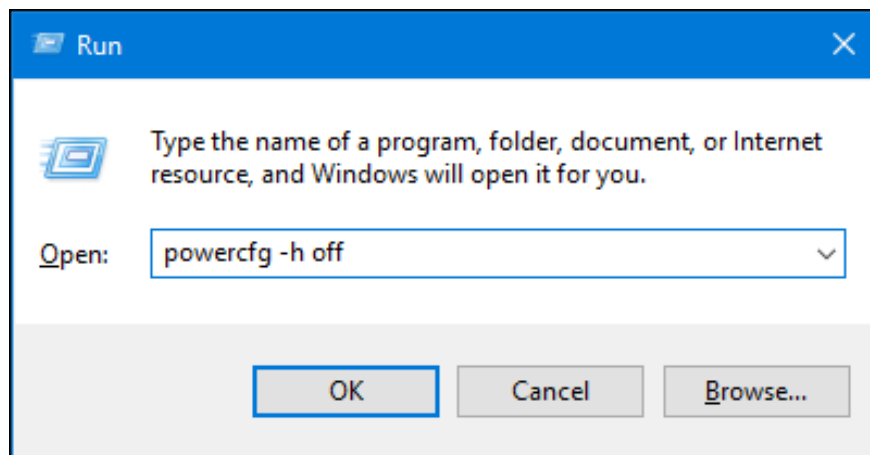 Run
Type the name of a program, folder, document, or Internet
resource, and Windows will open it for you.
Open: powercfg -h off
OK Cancel Browse...